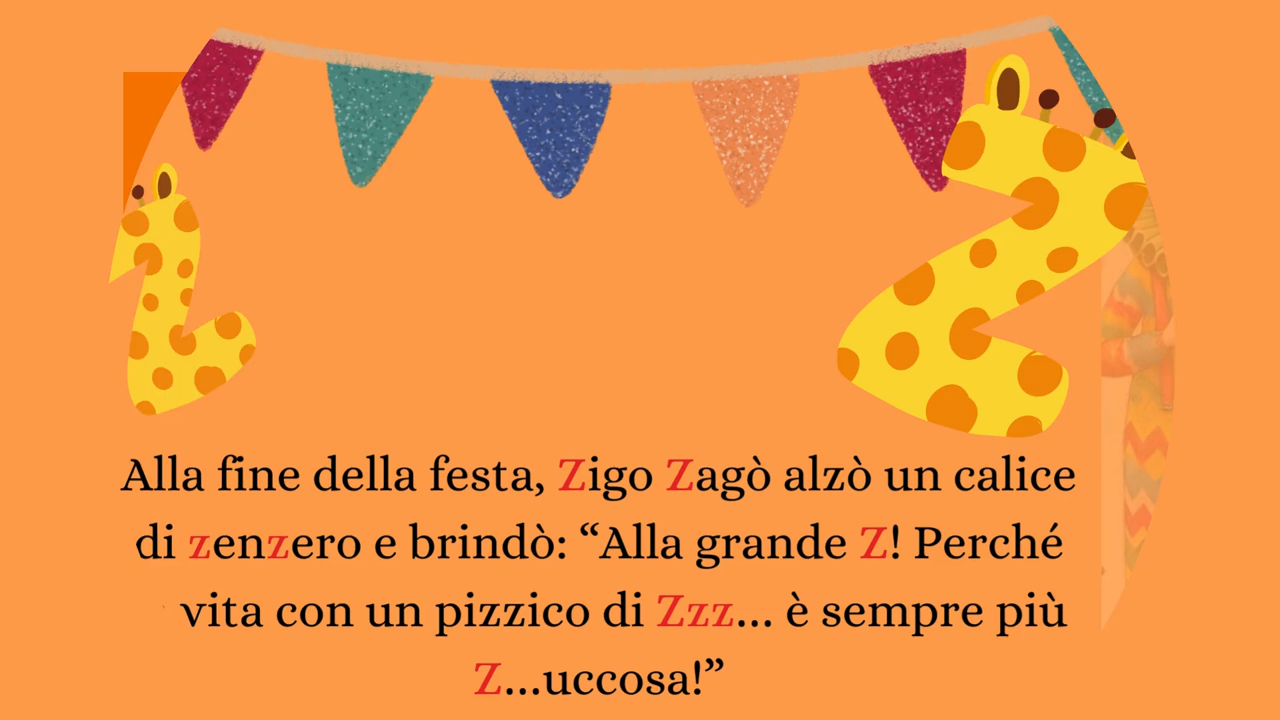 Alla fine della festa, Zigo Zagò alzò un calice
di zenzero e brindò: “Alla grande Z! Perché
vita con un pizzico di Zzz... è sempre più
Z...uccosa!”